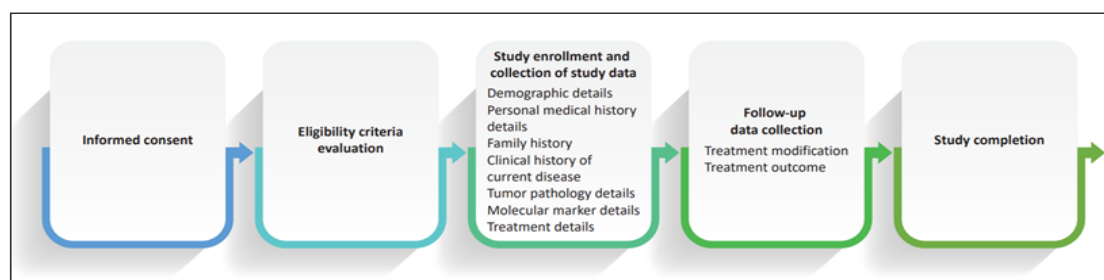 Informed consent
Eligibility criteria
evaluation
Study enrollment and
collection of study data
Demographic details
Personal medical history
details
Family history
Clinical history of
current disease
Tumor pathology details
Molecular marker details
Treatment details
Follow-up
data collection
Treatment modification
Treatment outcome
Study completion